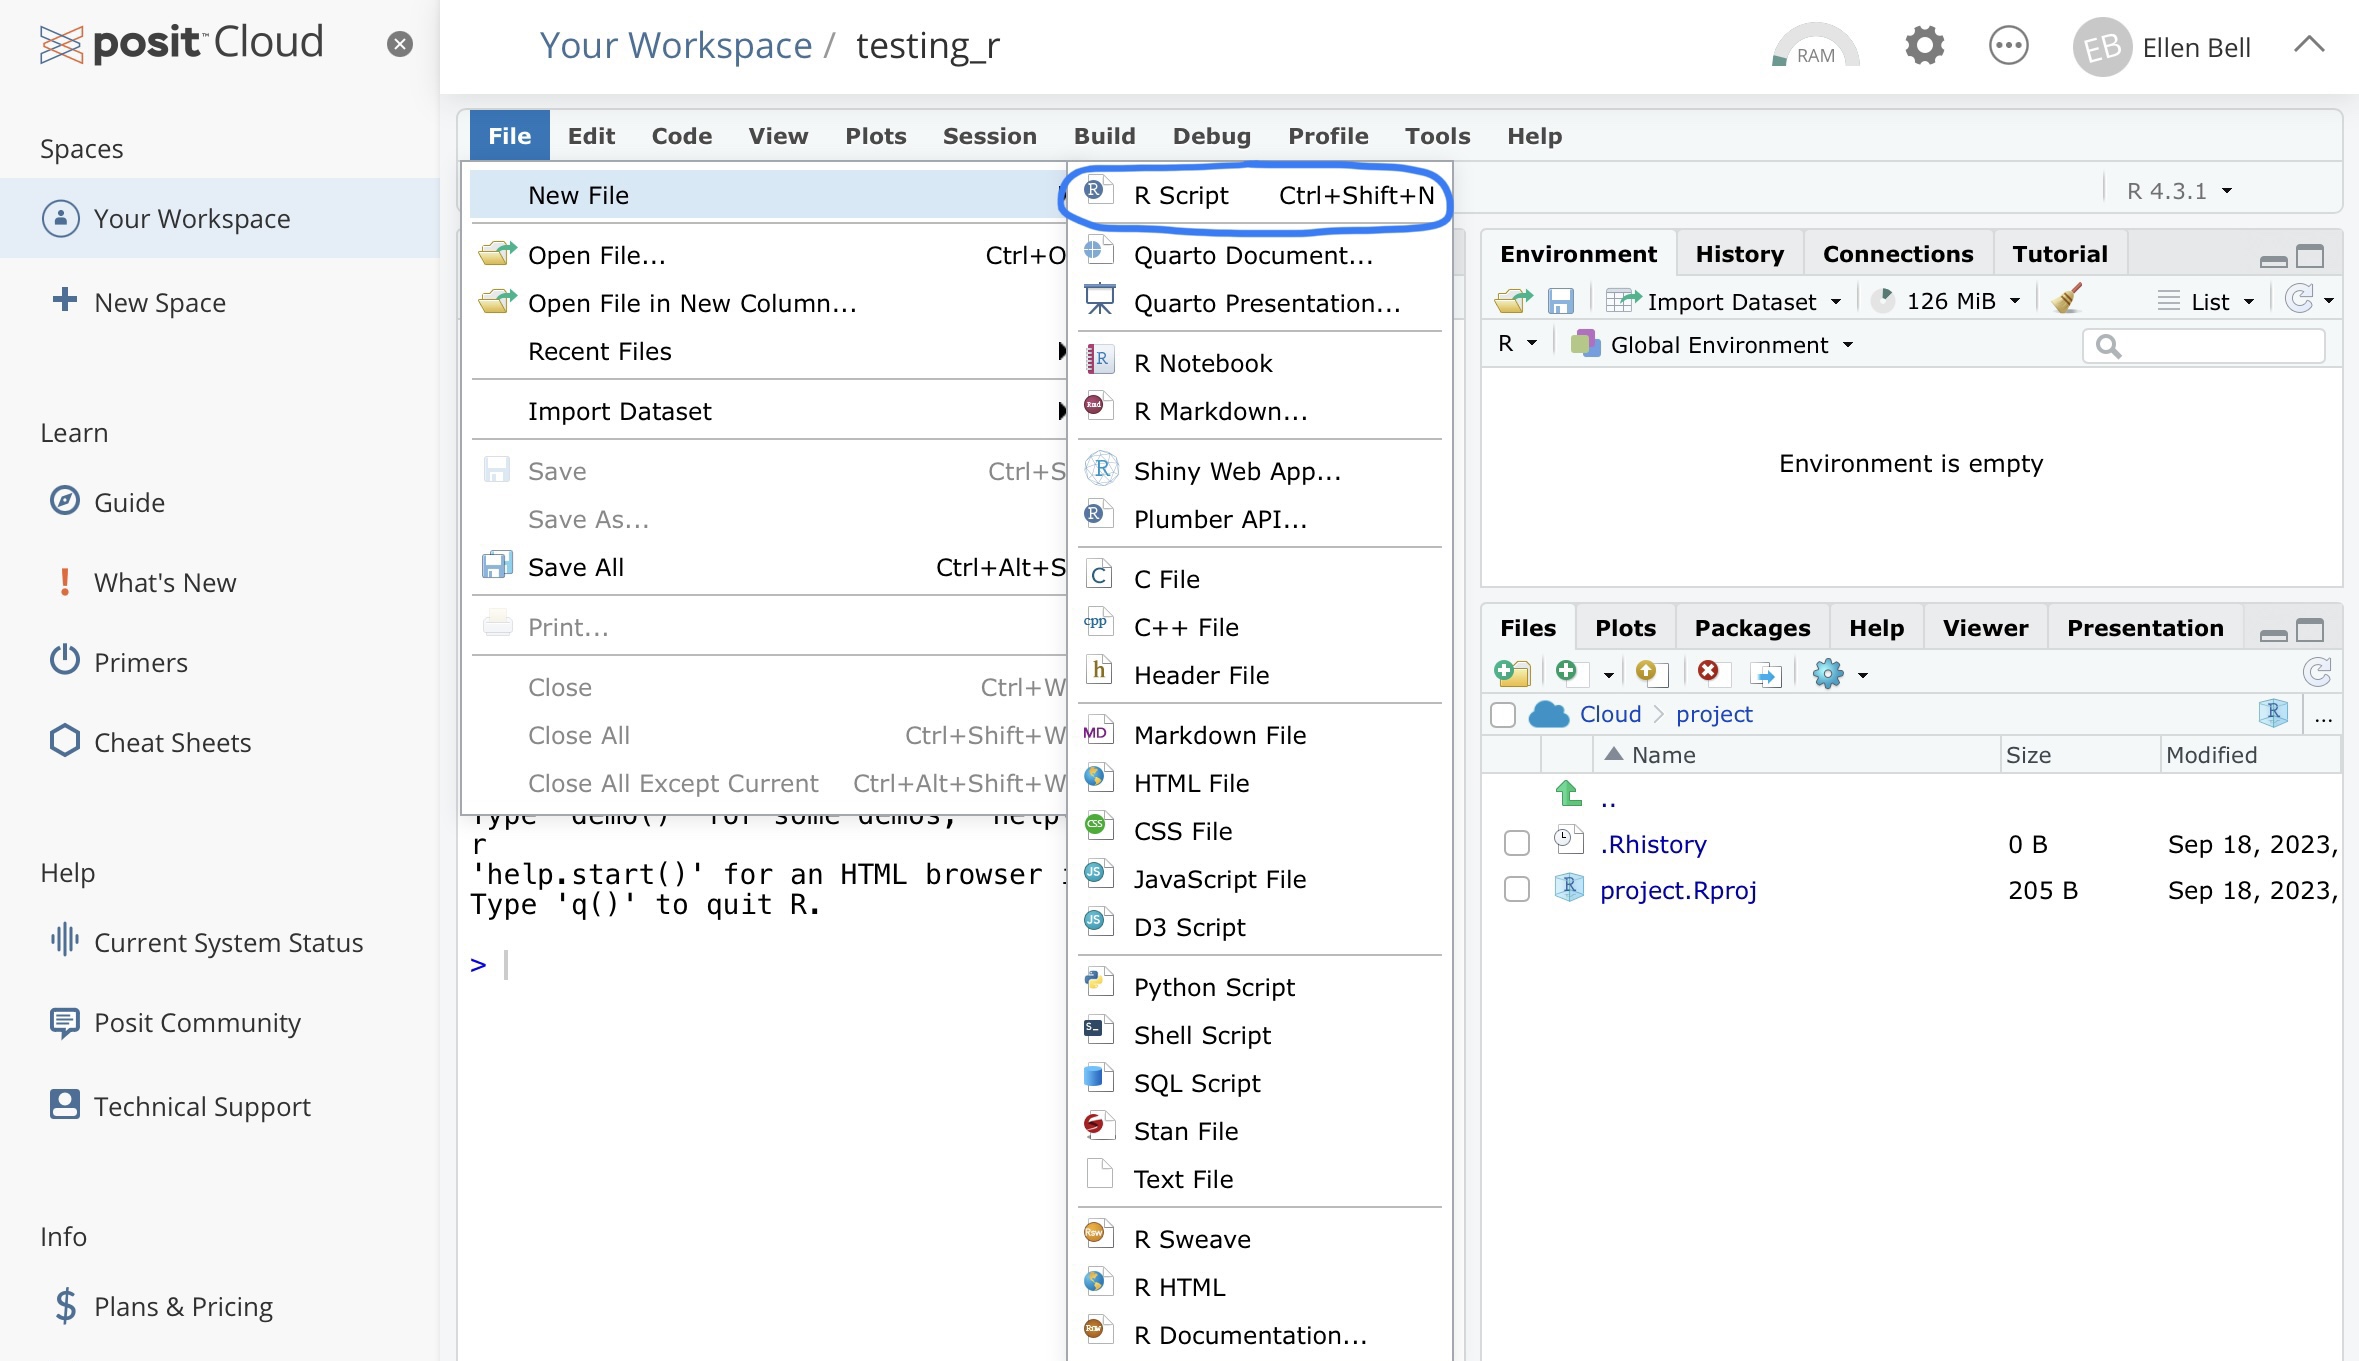 posit™ Cloud
Your Workspace / testing_r
RAM
EB
Ellen Bell
Spaces
Your Workspace
New Space
Learn
Guide
What's New
Primers
Cheat Sheets
Help
Current System Status
Posit Community
Technical Support
Info
Plans & Pricing
File Edit Code View Plots Session Build Debug Profile Tools Help
R 4.3.1
New File
Open File... Ctrl+O
Open File in New Column...
Recent Files
Import Dataset
Save Ctrl+S
Save As...
Save All Ctrl+Alt+S
Print...
Close Ctrl+W
Close All Ctrl+Shift+W
Close All Except Current Ctrl+Alt+Shift+W
R Script Ctrl+Shift+N
Quarto Document...
Quarto Presentation...
R Notebook
R Markdown...
Shiny Web App...
Plumber API...
C File
C++ File
Header File
Markdown File
HTML File
CSS File
JavaScript File
D3 Script
Python Script
Shell Script
SQL Script
Stan File
Text File
R Sweave
R HTML
R Documentation...
Type 'demo()' for some demos, 'help
r
'help.start()' for an HTML browser
Type 'q()' to quit R.
>
Environment History Connections Tutorial
Import Dataset 126 MiB List
R Global Environment
Environment is empty
Files Plots Packages Help Viewer Presentation
Cloud project ...
Name Size Modified
..
.Rhistory 0 B Sep 18, 2023,
project.Rproj 205 B Sep 18, 2023,